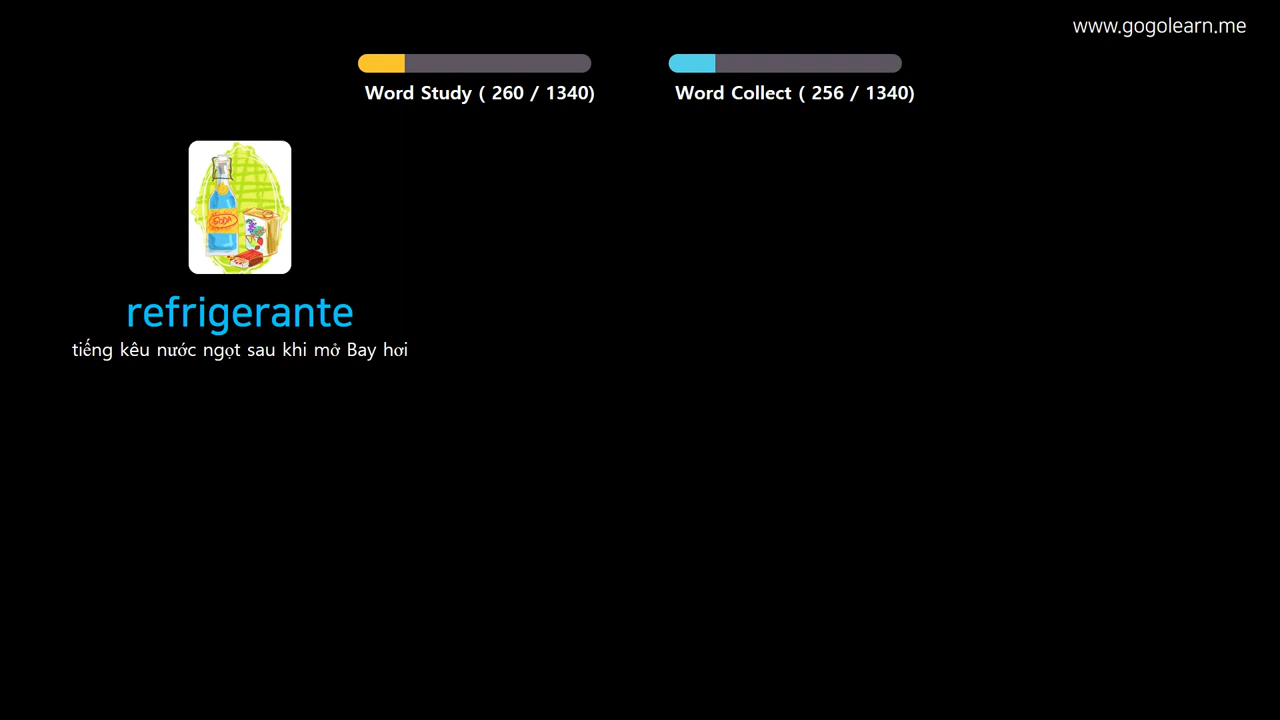 www.gogolearn.me
Word Study ( 260 / 1340)
Word Collect ( 256 / 1340)
SODA
refrigerante
tiếng kêu nước ngọt sau khi mở Bay hơi